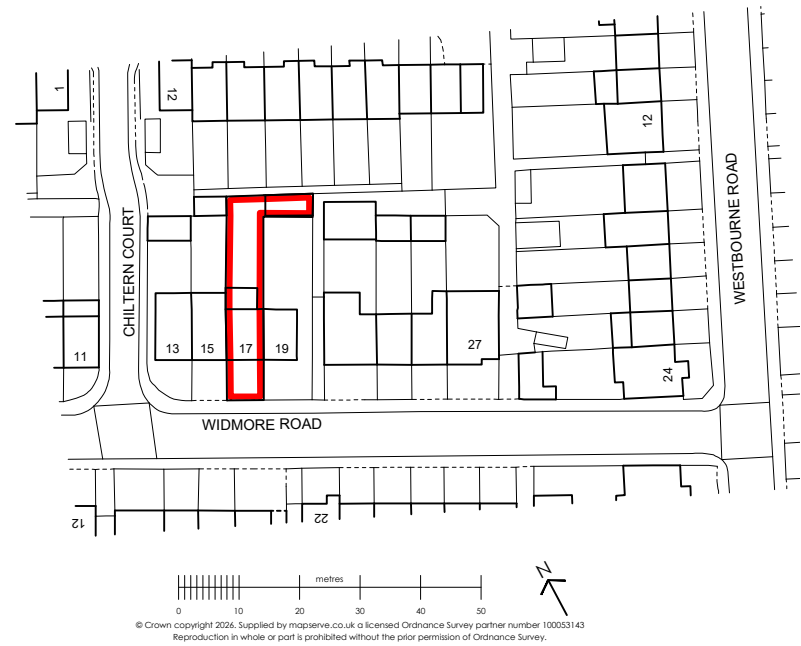 1
12
12
CHILTERN COURT
WESTBOURNE ROAD
11
13
15
17
19
27
24
WIDMORE ROAD
12
22
metres
N
0 10 20 30 40 50
© Crown copyright 2026. Supplied by mapserve.co.uk a licensed Ordnance Survey partner number 100053143
Reproduction in whole or part is prohibited without the prior permission of Ordnance Survey.